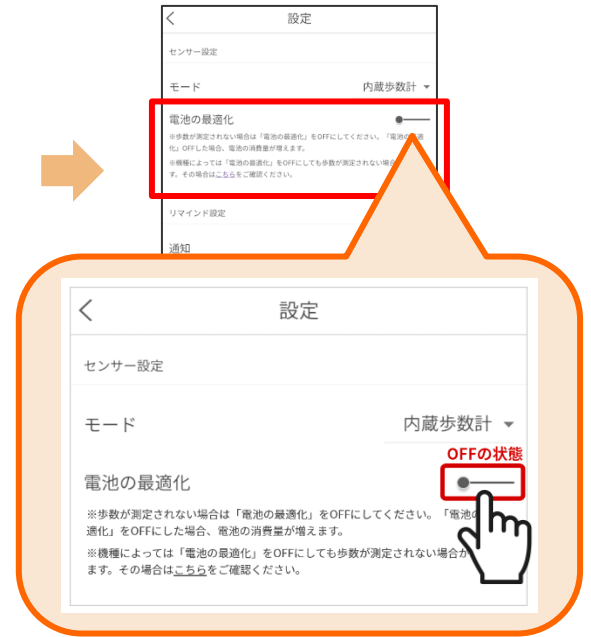 設定
センサー設定
モード 内蔵歩数計
電池の最適化
※歩数が測定されない場合は「電池の最適化」をOFFにしてください。「電池の 適
化」OFFした場合、電池の消費量が増えます。
※機種によっては「電池の最適化」をOFFにしても歩数が測定されない場合
す。その場合はこちらをご確認ください。
リマインド設定
通知
設定
センサー設定
モード 内蔵歩数計
OFFの状態
電池の最適化
※歩数が測定されない場合は「電池の最適化」をOFFにしてください。「電池の
適化」をOFFにした場合、電池の消費量が増えます。
※機種によっては「電池の最適化」をOFFにしても歩数が測定されない場合が
ます。その場合はこちらをご確認ください。